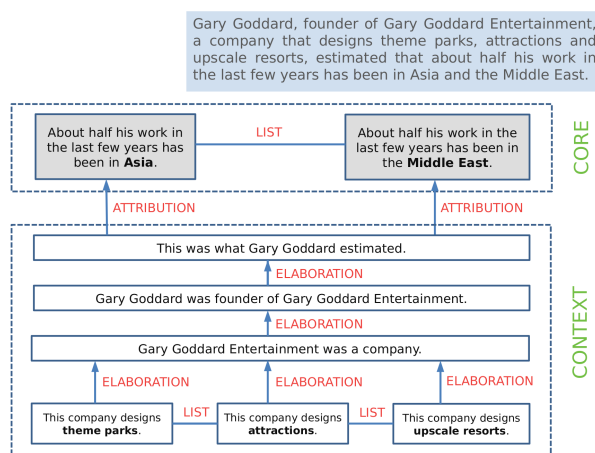 Gary Goddard, founder of Gary Goddard Entertainment,
a company that designs theme parks, attractions and
upscale resorts, estimated that about half his work in
the last few years has been in Asia and the Middle East.
CORE
About half his work in
the last few years has
been in Asia.
LIST
About half his work in the
last few years has been in
the Middle East.
ATTRIBUTION
ATTRIBUTION
CONTEXT
This was what Gary Goddard estimated.
ELABORATION
Gary Goddard was founder of Gary Goddard Entertainment.
ELABORATION
Gary Goddard Entertainment was a company.
ELABORATION
ELABORATION
ELABORATION
This company designs
theme parks.
LIST
This company designs
attractions.
LIST
This company designs
upscale resorts.